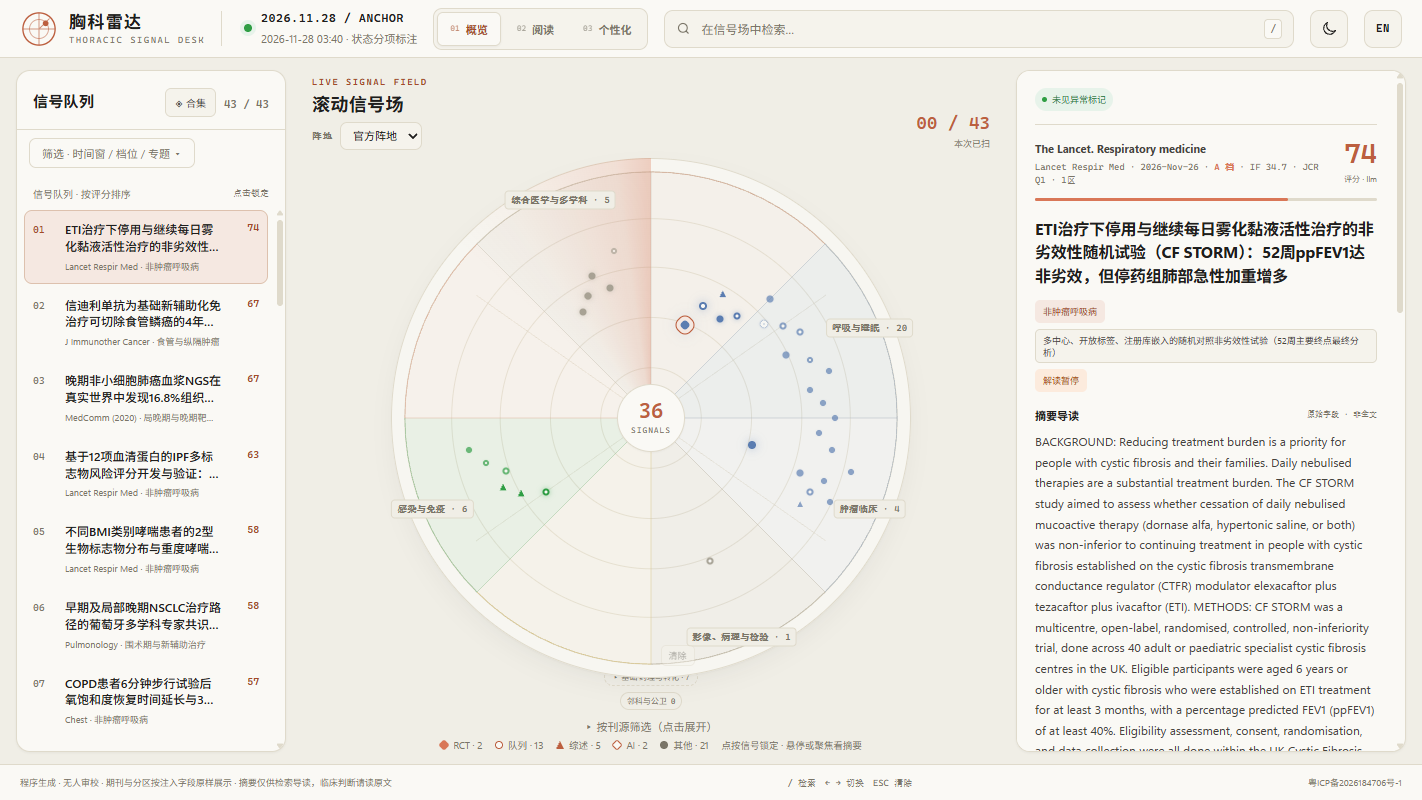 胸科雷达
THORACIC SIGNAL DESK
2026.11.28 / ANCHOR
2026-11-28 03:40 · 状态分项标注
01 概览
02 阅读
03 个性化
在信号场中检索…
/
EN
信号队列
◈ 合集
43 / 43
筛选 · 时间窗 / 档位 / 专题
信号队列 · 按评分排序
点击锁定
01
ETI治疗下停用与继续每日雾
化黏液活性治疗的非劣效性…
Lancet Respir Med · 非肿瘤呼吸病
74
02
信迪利单抗为基础新辅助化免
治疗可切除食管鳞癌的4年…
J Immunother Cancer · 食管与纵隔肿瘤
67
03
晚期非小细胞肺癌血浆NGS在
真实世界中发现16.8%组织…
MedComm (2020) · 局晚期与晚期靶…
67
04
基于12项血清蛋白的IPF多标
志物风险评分开发与验证：…
Lancet Respir Med · 非肿瘤呼吸病
63
05
不同BMI类别哮喘患者的2型
生物标志物分布与重度哮喘…
Lancet Respir Med · 非肿瘤呼吸病
58
06
早期及局部晚期NSCLC治疗路
径的葡萄牙多学科专家共识…
Pulmonology · 围术期与新辅助治疗
58
07
COPD患者6分钟步行试验后
氧饱和度恢复时间延长与3…
Chest · 非肿瘤呼吸病
57
LIVE SIGNAL FIELD
滚动信号场
阵地
官方阵地
00 / 43
本次已扫
综合医学与多学科 · 5
呼吸与睡眠 · 20
肿瘤临床 · 4
感染与免疫 · 6
影像、病理与检验 · 1
36
SIGNALS
清除
邻科与公卫 0
▸ 按刊源筛选（点击展开）
RCT · 2
队列 · 13
综述 · 5
AI · 2
其他 · 21
点按信号锁定 · 悬停或聚焦看摘要
未见异常标记
The Lancet. Respiratory medicine
Lancet Respir Med · 2026-Nov-26 · A 档 · IF 34.7 · JCR
Q1 · 1区
74
评分 · llm
ETI治疗下停用与继续每日雾化黏液活性治疗的非
劣效性随机试验（CF STORM）：52周ppFEV1达
非劣效，但停药组肺部急性加重增多
非肿瘤呼吸病
多中心、开放标签、注册库嵌入的随机对照非劣效性试验（52周主要终点最终分
析）
解读暂停
摘要导读
原始字段 · 非全文
BACKGROUND: Reducing treatment burden is a priority for
people with cystic fibrosis and their families. Daily nebulised
therapies are a substantial treatment burden. The CF STORM
study aimed to assess whether cessation of daily nebulised
mucoactive therapy (dornase alfa, hypertonic saline, or both)
was non-inferior to continuing treatment in people with cystic
fibrosis established on the cystic fibrosis transmembrane
conductance regulator (CFTR) modulator elexacaftor plus
tezacaftor plus ivacaftor (ETI). METHODS: CF STORM was a
multicentre, open-label, randomised, controlled, non-inferiority
trial, done across 40 adult or paediatric specialist cystic fibrosis
centres in the UK. Eligible participants were aged 6 years or
older with cystic fibrosis who were established on ETI treatment
for at least 3 months, with a percentage predicted FEV1 (ppFEV1)
of at least 40%. Eligibility assessment, consent, randomisation,
and data collection were all done within the UK Cystic Fibrosis
程序生成 · 无人审校 · 期刊与分区按注入字段原样展示 · 摘要仅供检索导读，临床判断请读原文
/ 检索 ← → 切换 ESC 清除
粤ICP备2026184706号-1